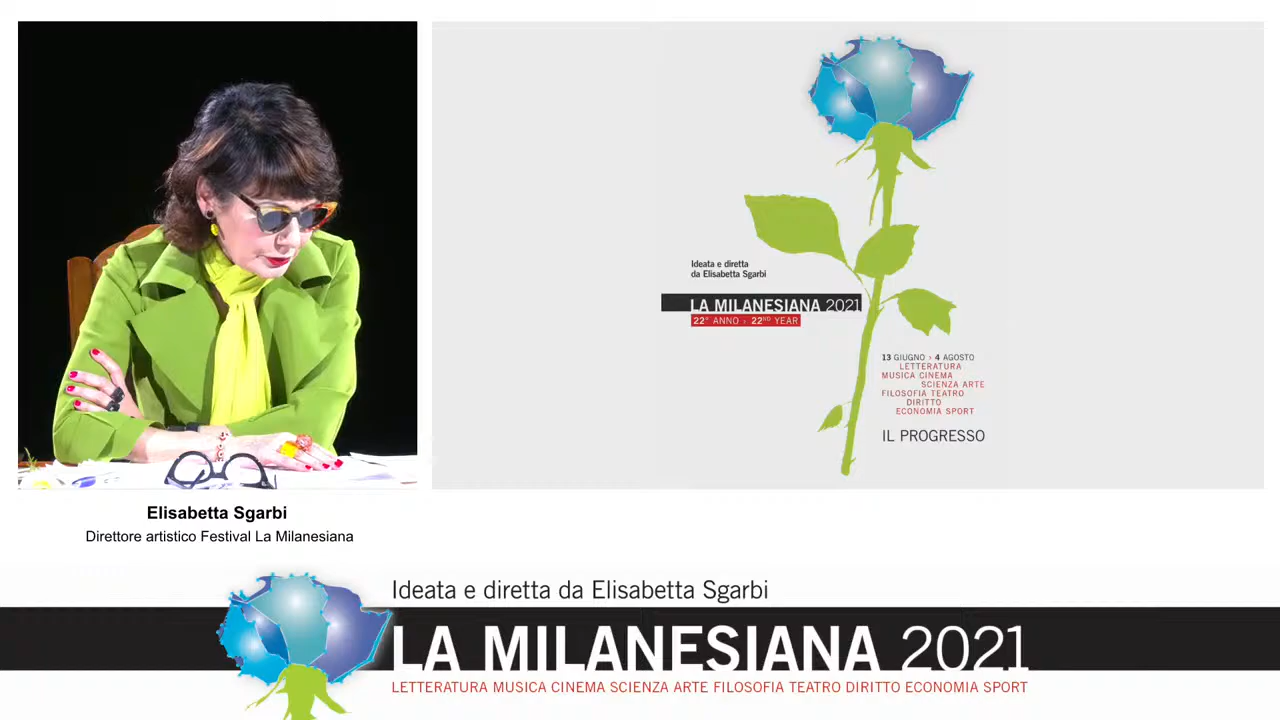 Ideata e diretta
da Elisabetta Sgarbi
LA MILANESIANA 2021
22° ANNO › 22ND YEAR
13 GIUGNO › 4 AGOSTO
LETTERATURA
MUSICA CINEMA
SCIENZA ARTE
FILOSOFIA TEATRO
DIRITTO
ECONOMIA SPORT
IL PROGRESSO
Elisabetta Sgarbi
Direttore artistico Festival La Milanesiana
Ideata e diretta da Elisabetta Sgarbi
LA MILANESIANA 2021
LETTERATURA MUSICA CINEMA SCIENZA ARTE FILOSOFIA TEATRO DIRITTO ECONOMIA SPORT